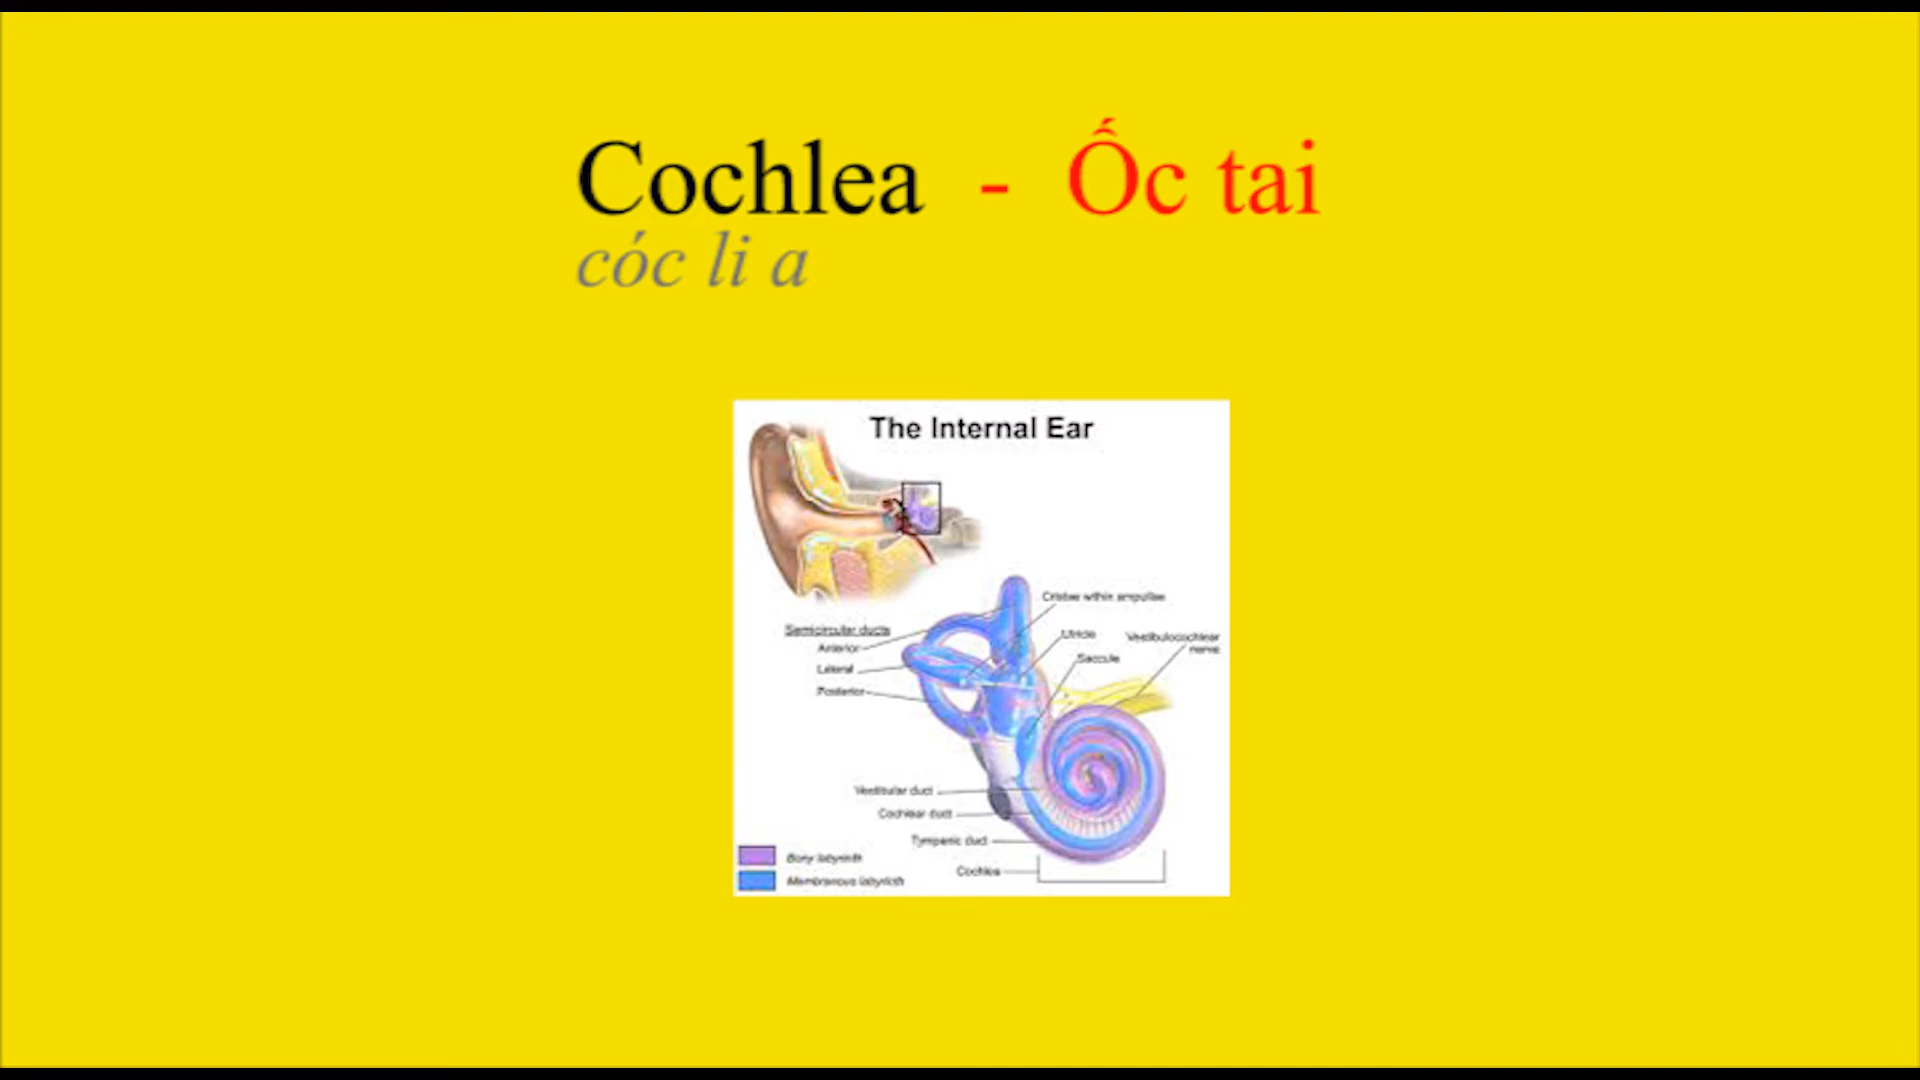 Cochlea - Ốc tai
cóc li a
The Internal Ear
Cristae within ampullae
Semicircular ducts
Utricle
Vestibulocochlear
nerve
Anterior
Saccule
Lateral
Posterior
Vestibular duct
Cochlear duct
Tympanic duct
Bony labyrinth
Cochlea
Membranous labyrinth